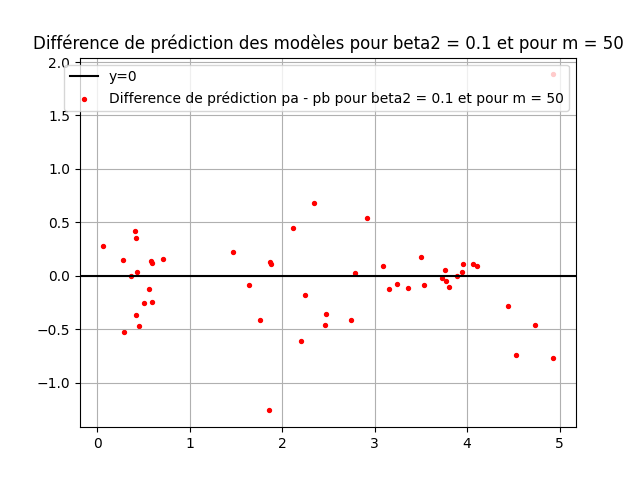 Différence de prédiction des modèles pour beta2 = 0.1 et pour m = 50
y=0
Difference de prédiction pa - pb pour beta2 = 0.1 et pour m = 50
2.0
1.5
1.0
0.5
0.0
−0.5
−1.0
0 1 2 3 4 5